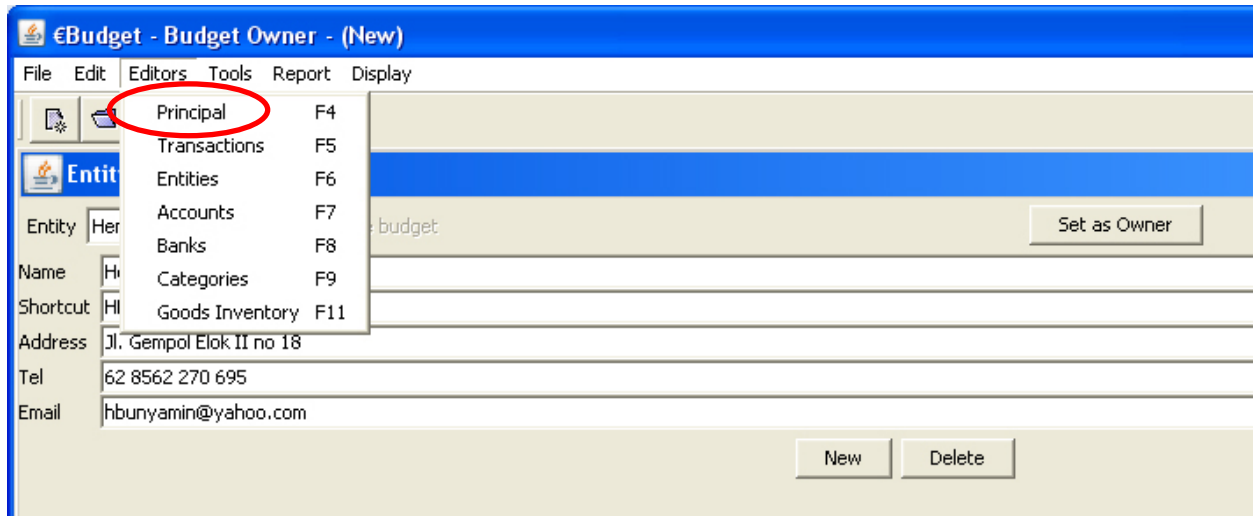 €Budget - Budget Owner - (New)
File Edit Editors Tools Report Display
Principal F4
Transactions F5
Entities F6
Accounts F7
Banks F8
Categories F9
Goods Inventory F11
Entity budget Set as Owner
Name
Shortcut
Address Jl. Gempol Elok II no 18
Tel 62 8562 270 695
Email hbunyamin@yahoo.com
New Delete